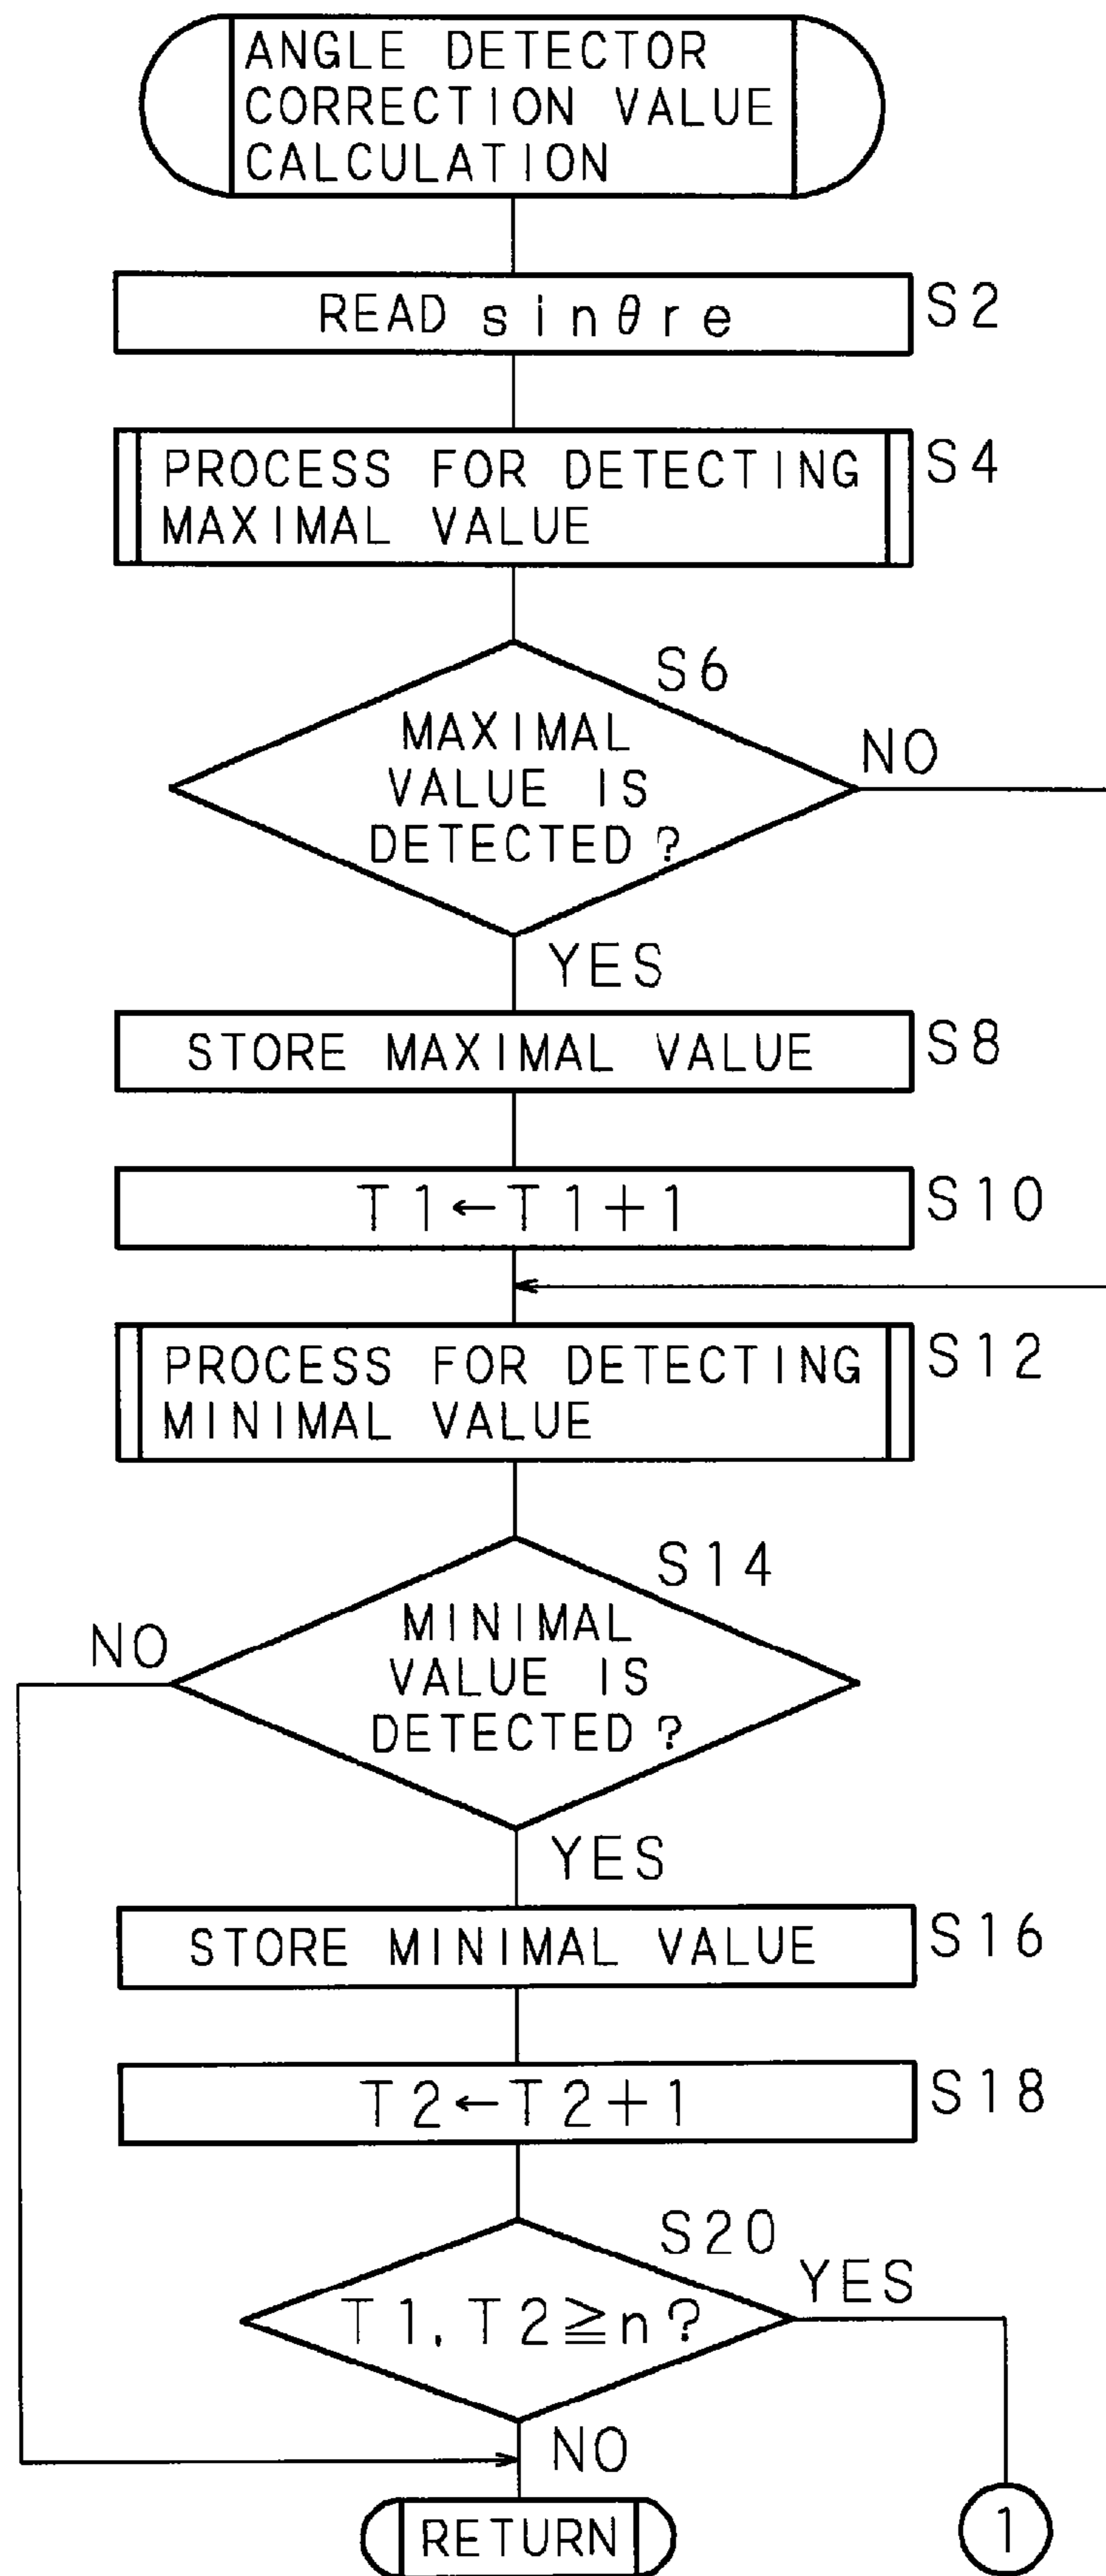 ANGLE DETECTOR
CORRECTION VALUE
CALCULATION
READ sinθre
S2
PROCESS FOR DETECTING
MAXIMAL VALUE
S4
S6
MAXIMAL
VALUE IS
DETECTED?
NO
YES
STORE MAXIMAL VALUE
S8
T1←T1+1
S10
PROCESS FOR DETECTING
MINIMAL VALUE
S12
S14
MINIMAL
VALUE IS
DETECTED?
NO
YES
STORE MINIMAL VALUE
S16
T2←T2+1
S18
S20
T1, T2≧n?
YES
NO
RETURN
1